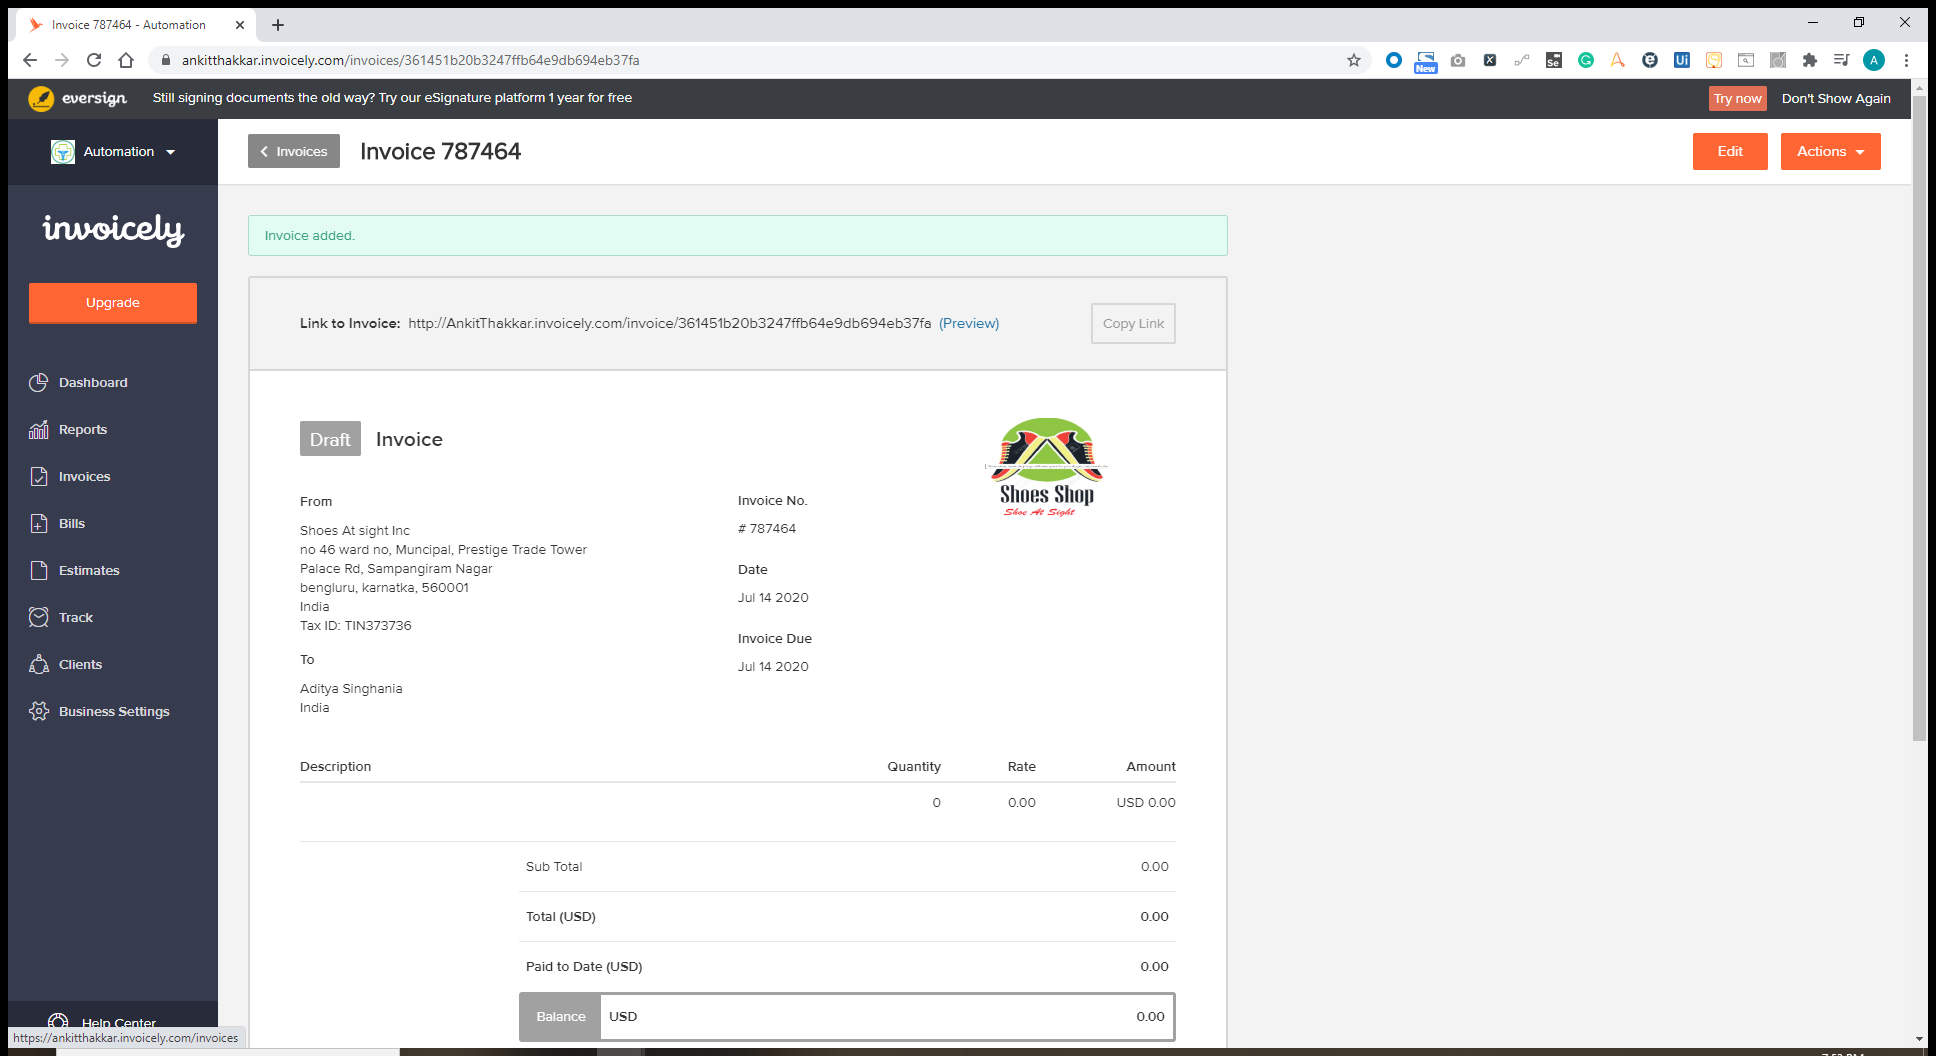 Invoice 787464 - Automation
ankitthakkar.invoicely.com/invoices/361451b20b3247ffb64e9db694eb37fa
New
Se
G
Ui
A
eversign
Still signing documents the old way? Try our eSignature platform 1 year for free
Try now
Don't Show Again
Automation
Invoices
Invoice 787464
Edit
Actions
invoicely
Upgrade
Dashboard
Reports
Invoices
Bills
Estimates
Track
Clients
Business Settings
Help Center
Invoice added.
Link to Invoice: http://AnkitThakkar.invoicely.com/invoice/361451b20b3247ffb64e9db694eb37fa (Preview)
Copy Link
Draft Invoice
Shoes Shop
Shoe At Sight
From
Shoes At sight Inc
no 46 ward no, Muncipal, Prestige Trade Tower
Palace Rd, Sampangiram Nagar
bengluru, karnatka, 560001
India
Tax ID: TIN373736
To
Aditya Singhania
India
Invoice No.
# 787464
Date
Jul 14 2020
Invoice Due
Jul 14 2020
Description Quantity Rate Amount
0 0.00 USD 0.00
Sub Total 0.00
Total (USD) 0.00
Paid to Date (USD) 0.00
Balance USD 0.00
https://ankitthakkar.invoicely.com/invoices